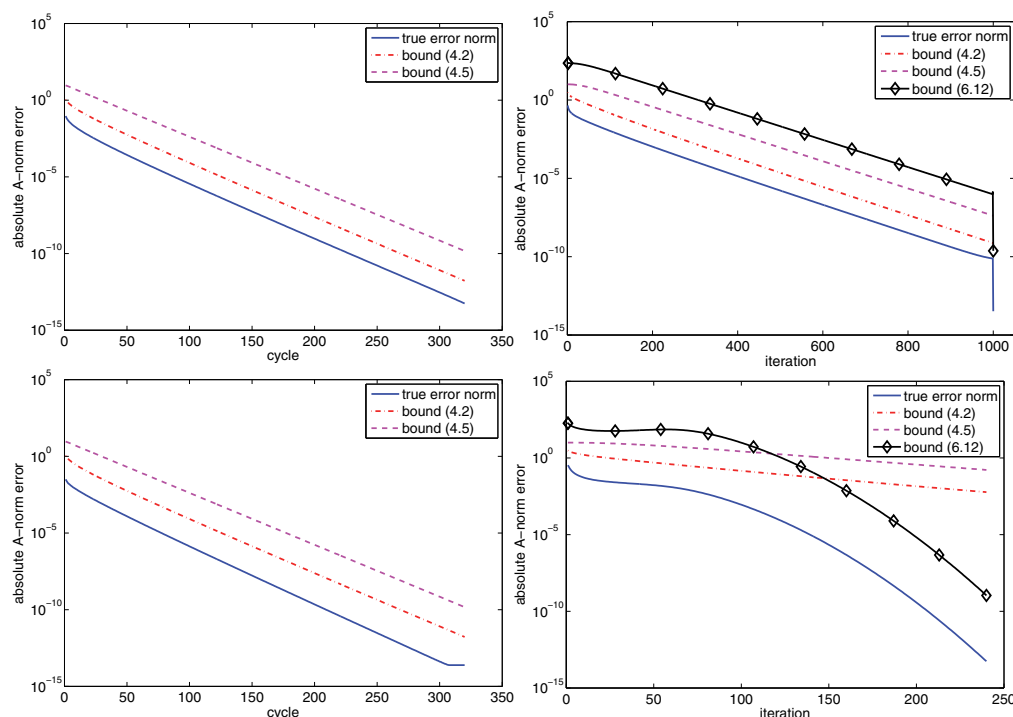 absolute A-norm error
10^5
10^0
10^-5
10^-10
10^-15
0 50 100 150 200 250 300 350
cycle
true error norm
bound (4.2)
bound (4.5)
absolute A-norm error
10^5
10^0
10^-5
10^-10
10^-15
0 200 400 600 800 1000
iteration
true error norm
bound (4.2)
bound (4.5)
bound (6.12)
absolute A-norm error
10^5
10^0
10^-5
10^-10
10^-15
0 50 100 150 200 250 300 350
cycle
true error norm
bound (4.2)
bound (4.5)
absolute A-norm error
10^5
10^0
10^-5
10^-10
10^-15
0 50 100 150 200 250
iteration
true error norm
bound (4.2)
bound (4.5)
bound (6.12)